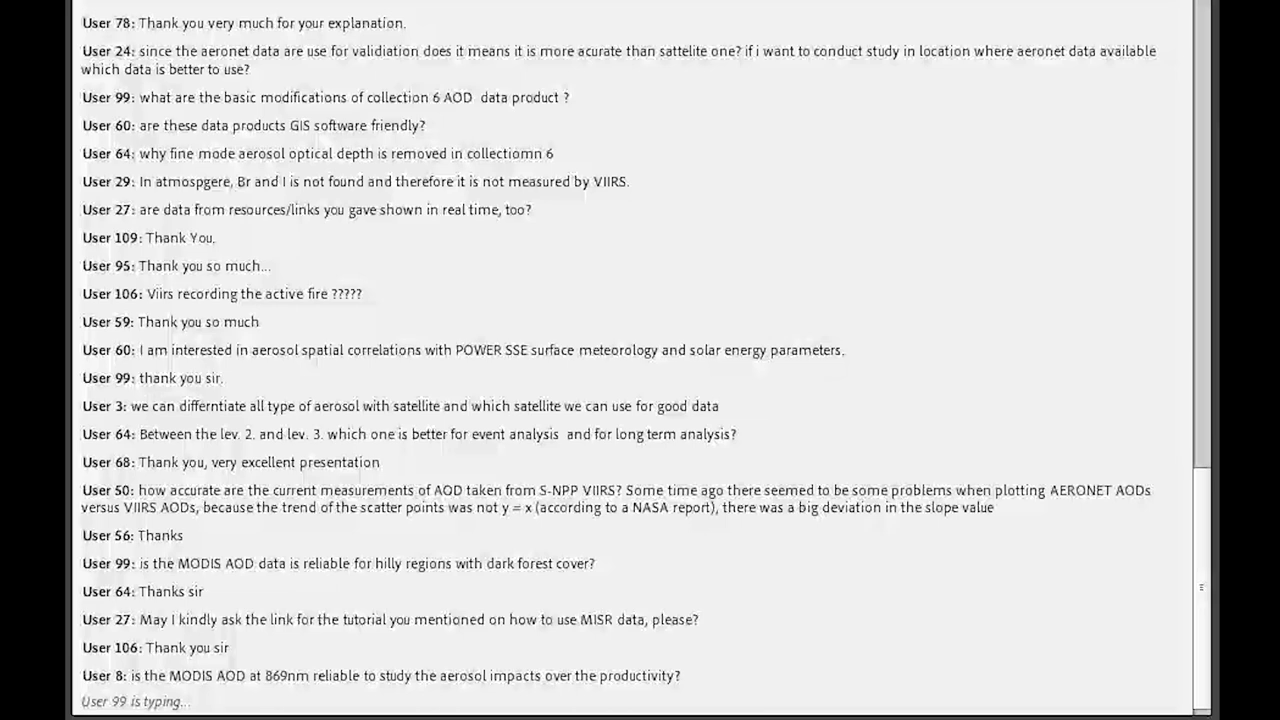 User 78: Thank you very much for your explanation.
User 24: since the aeronet data are use for validiation does it means it is more acurate than sattelite one? if i want to conduct study in location where aeronet data available
which data is better to use?
User 99: what are the basic modifications of collection 6 AOD data product ?
User 60: are these data products GIS software friendly?
User 64: why fine mode aerosol optical depth is removed in collectiomn 6
User 29: In atmospgere, Br and I is not found and therefore it is not measured by VIIRS.
User 27: are data from resources/links you gave shown in real time, too?
User 109: Thank You.
User 95: Thank you so much...
User 106: Viirs recording the active fire ?????
User 59: Thank you so much
User 60: I am interested in aerosol spatial correlations with POWER SSE surface meteorology and solar energy parameters.
User 99: thank you sir.
User 3: we can differntiate all type of aerosol with satellite and which satellite we can use for good data
User 64: Between the lev. 2. and lev. 3. which one is better for event analysis and for long term analysis?
User 68: Thank you, very excellent presentation
User 50: how accurate are the current measurements of AOD taken from S-NPP VIIRS? Some time ago there seemed to be some problems when plotting AERONET AODs
versus VIIRS AODs, because the trend of the scatter points was not y = x (according to a NASA report), there was a big deviation in the slope value
User 56: Thanks
User 99: is the MODIS AOD data is reliable for hilly regions with dark forest cover?
User 64: Thanks sir
User 27: May I kindly ask the link for the tutorial you mentioned on how to use MISR data, please?
User 106: Thank you sir
User 8: is the MODIS AOD at 869nm reliable to study the aerosol impacts over the productivity?
User 99 is typing...